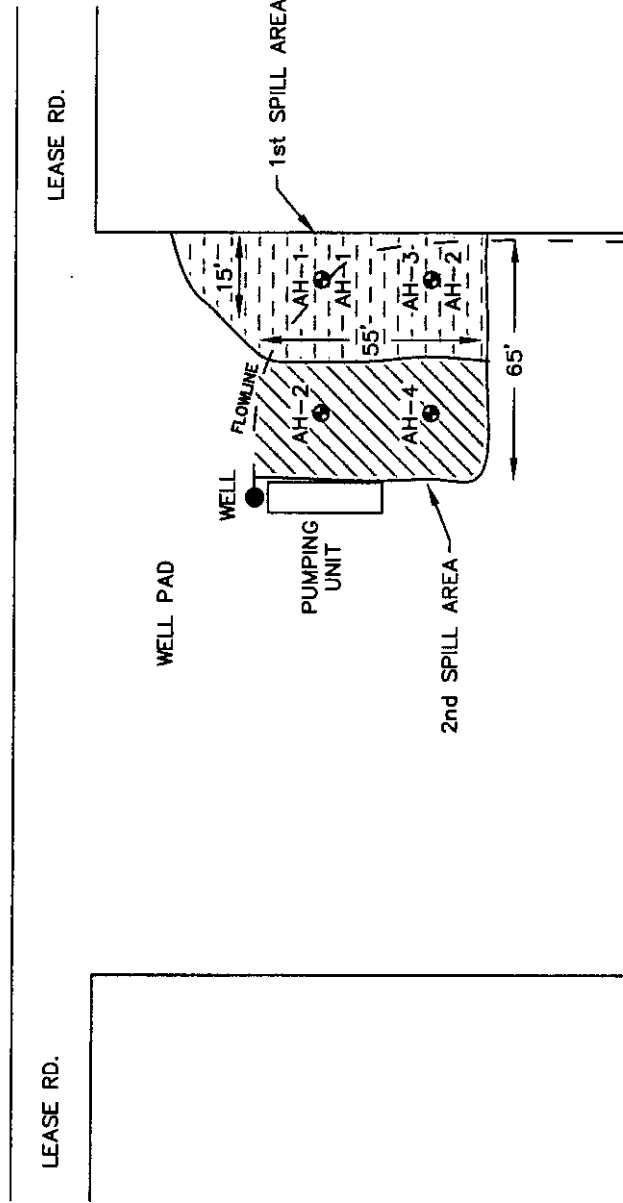 LEASE RD.
LEASE RD.
WELL PAD
WELL
FLOWLINE
PUMPING
UNIT
15'
AH-1
AH-1
1st SPILL AREA
55'
AH-2
AH-3
AH-2
AH-4
65'
2nd SPILL AREA